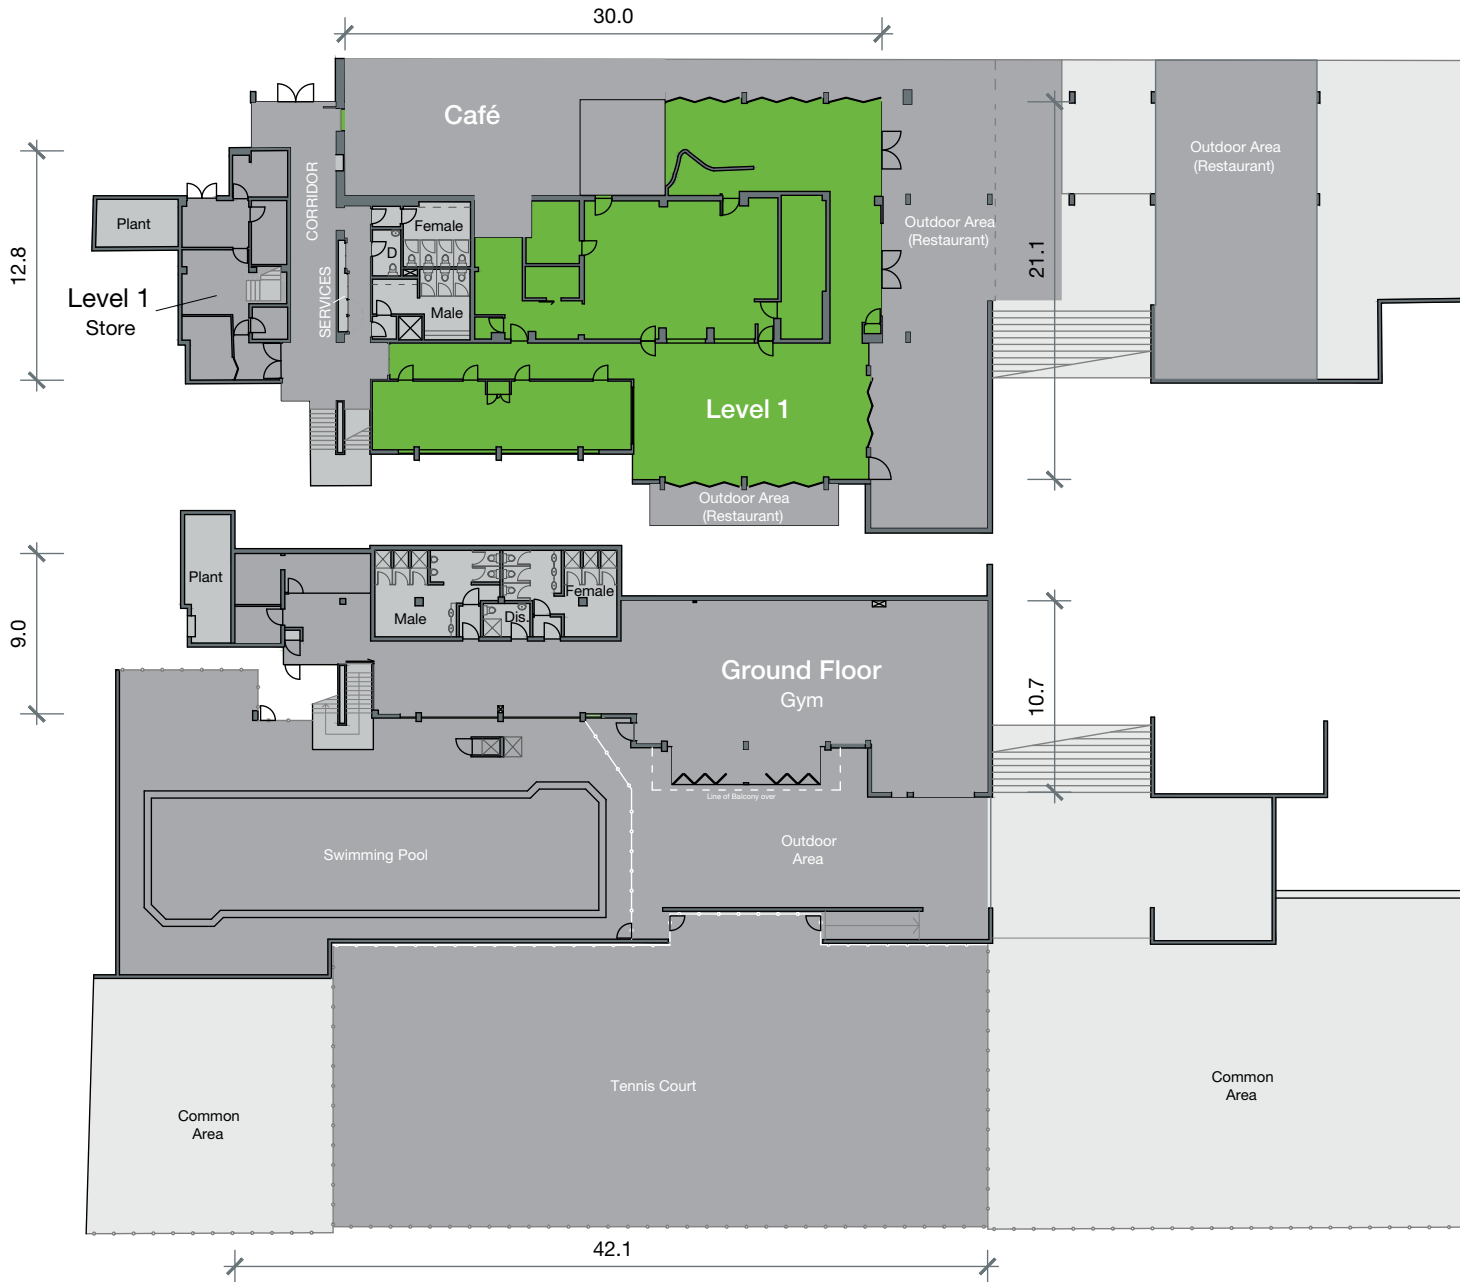 30.0
Café
Outdoor Area
(Restaurant)
CORRIDOR
Plant
Female
D
Outdoor Area
(Restaurant)
12.8
21.1
Level 1
Store
SERVICES
Male
Level 1
Outdoor Area
(Restaurant)
Plant
Female
Male
Dis.
9.0
Ground Floor
Gym
10.7
Line of Balcony over
Swimming Pool
Outdoor
Area
Tennis Court
Common
Area
Common
Area
42.1